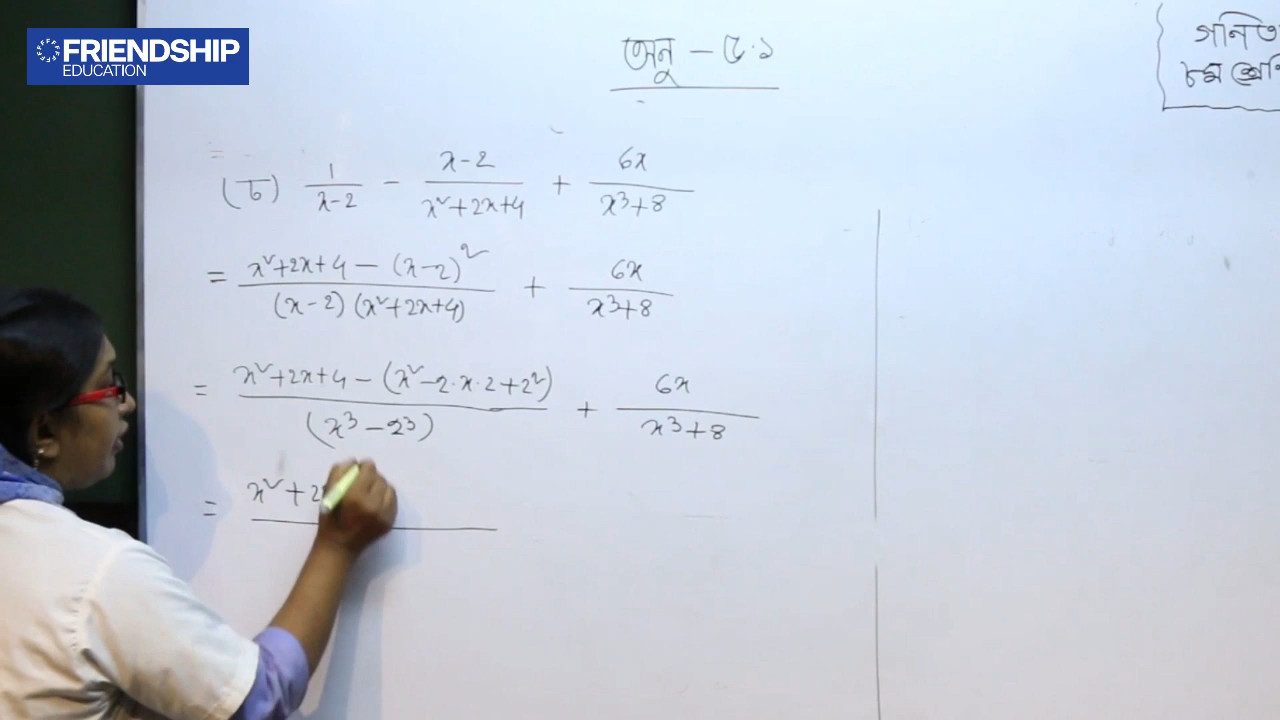 FRIENDSHIP
EDUCATION
অনু - ৫.১
গনিত
৮ম শ্রেণি
(চ) 1/(x-2) - (x-2)/(x²+2x+4) + 6x/(x³+8)
= (x²+2x+4 - (x-2)²)/((x-2)(x²+2x+4)) + 6x/(x³+8)
= (x²+2x+4 - (x²-2·x·2+2²))/((x³-2³)) + 6x/(x³+8)
= x²+2